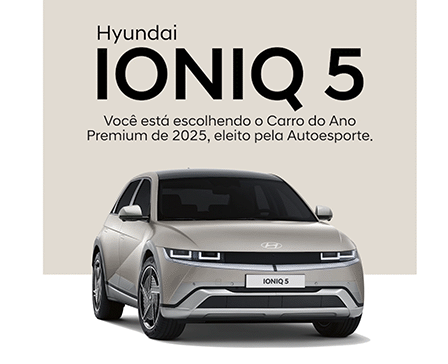 Hyundai
IONIQ 5
Você está escolhendo o Carro do Ano
Premium de 2025, eleito pela Autoesporte.
IONIQ 5